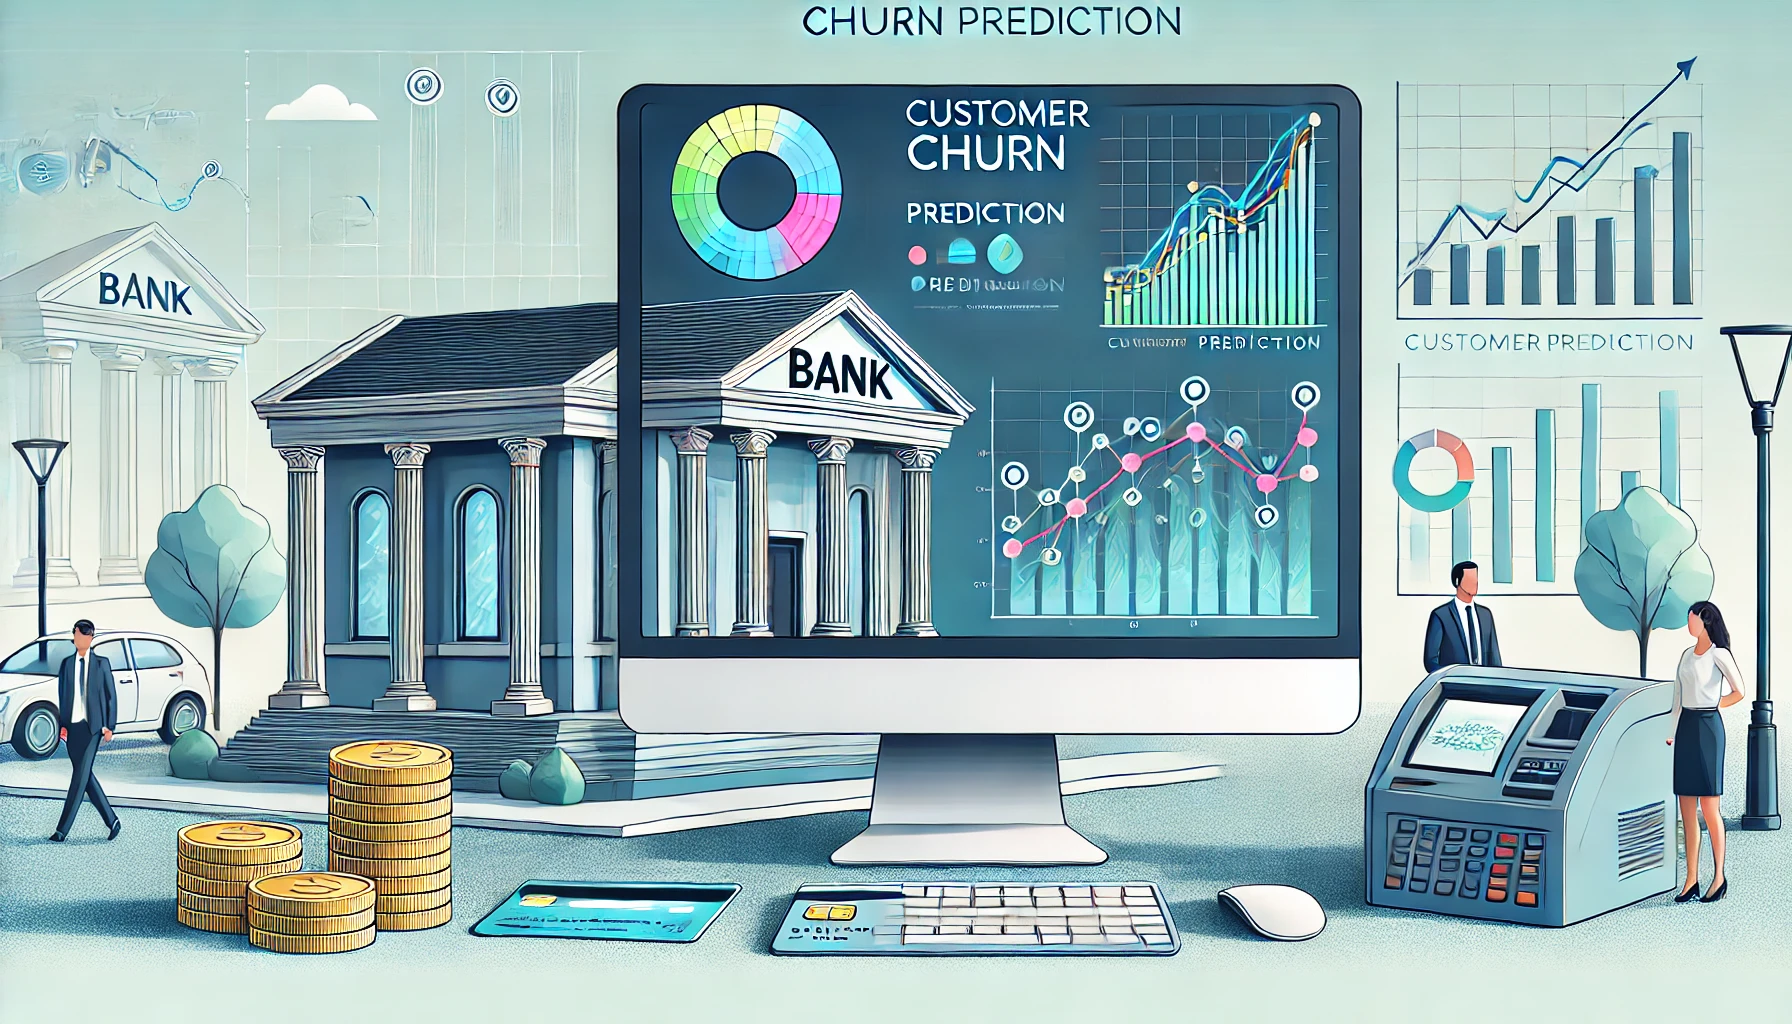 CHURN PREDICTION
CUSTOMER
CHURN
PREDICTION
PREDICTION
CUSTOMER PREDICTION
BANK
BANK